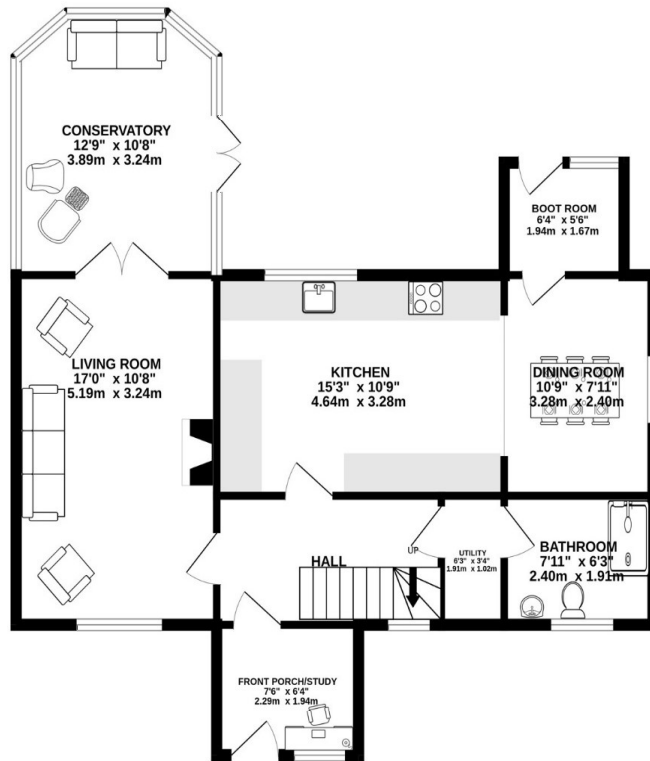 CONSERVATORY
12'9" x 10'8"
3.89m x 3.24m
BOOT ROOM
6'4" x 5'6"
1.94m x 1.67m
LIVING ROOM
17'0" x 10'8"
5.19m x 3.24m
KITCHEN
15'3" x 10'9"
4.64m x 3.28m
DINING ROOM
10'9" x 7'11"
3.28m x 2.40m
HALL
UP
UTILITY
6'3" x 3'4"
1.91m x 1.02m
BATHROOM
7'11" x 6'3"
2.40m x 1.91m
FRONT PORCH/STUDY
7'6" x 6'4"
2.29m x 1.94m